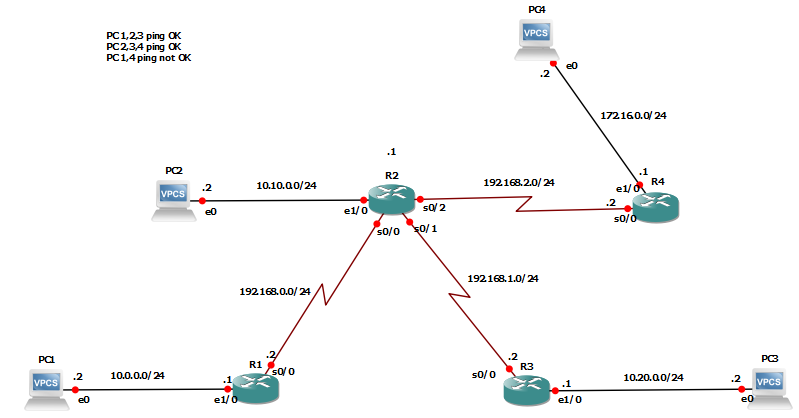 PC4
PC1,2,3 ping OK
PC2,3,4 ping OK
PC1,4 ping not OK
VPCS
e0
.2
172.16.0.0/24
.1
R2
PC2
VPCS
.2
e0
10.10.0.0/24
e1/0
s0/2
s0/0
s0/1
192.168.2.0/24
.1
e1/0
R4
.2
s0/0
192.168.0.0/24
192.168.1.0/24
PC1
VPCS
.2
e0
10.0.0.0/24
.1
e1/0
R1
.2
s0/0
.2
R3
s0/0
.1
e1/0
10.20.0.0/24
.2
e0
PC3
VPCS